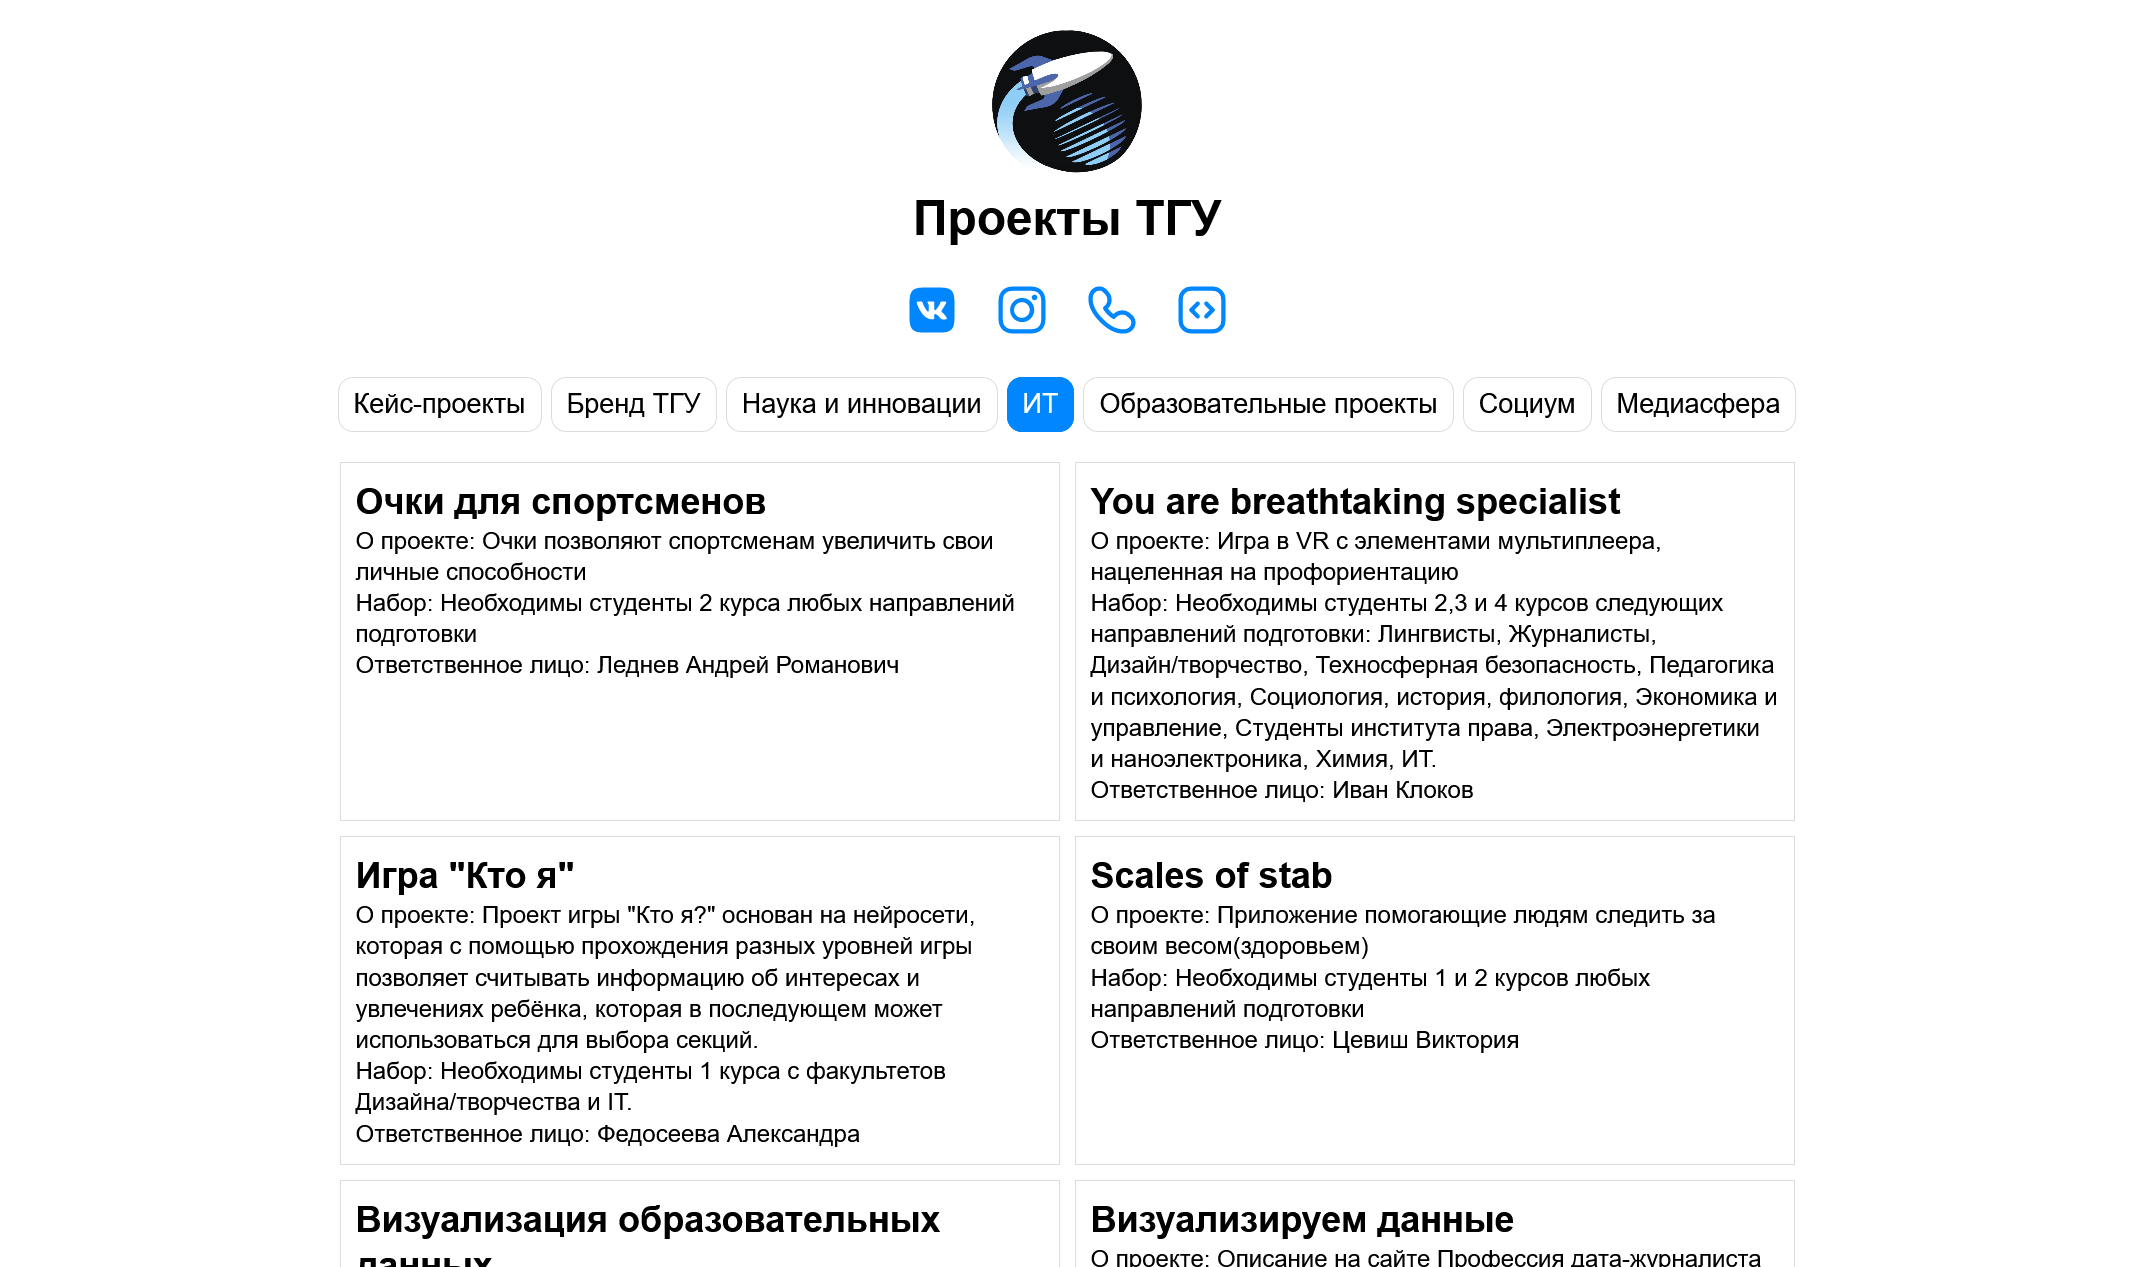 Проекты ТГУ
Кейс-проекты
Бренд ТГУ
Наука и инновации
ИТ
Образовательные проекты
Социум
Медиасфера
Очки для спортсменов
О проекте: Очки позволяют спортсменам увеличить свои
личные способности
Набор: Необходимы студенты 2 курса любых направлений
подготовки
Ответственное лицо: Леднев Андрей Романович
You are breathtaking specialist
О проекте: Игра в VR с элементами мультиплеера,
нацеленная на профориентацию
Набор: Необходимы студенты 2,3 и 4 курсов следующих
направлений подготовки: Лингвисты, Журналисты,
Дизайн/творчество, Техносферная безопасность, Педагогика
и психология, Социология, история, филология, Экономика и
управление, Студенты института права, Электроэнергетики
и наноэлектроника, Химия, ИТ.
Ответственное лицо: Иван Клоков
Игра "Кто я"
О проекте: Проект игры "Кто я?" основан на нейросети,
которая с помощью прохождения разных уровней игры
позволяет считывать информацию об интересах и
увлечениях ребёнка, которая в последующем может
использоваться для выбора секций.
Набор: Необходимы студенты 1 курса с факультетов
Дизайна/творчества и IT.
Ответственное лицо: Федосеева Александра
Scales of stab
О проекте: Приложение помогающие людям следить за
своим весом(здоровьем)
Набор: Необходимы студенты 1 и 2 курсов любых
направлений подготовки
Ответственное лицо: Цевиш Виктория
Визуализация образовательных
данных
Визуализируем данные
О проекте: Описание на сайте Профессия дата-журналиста